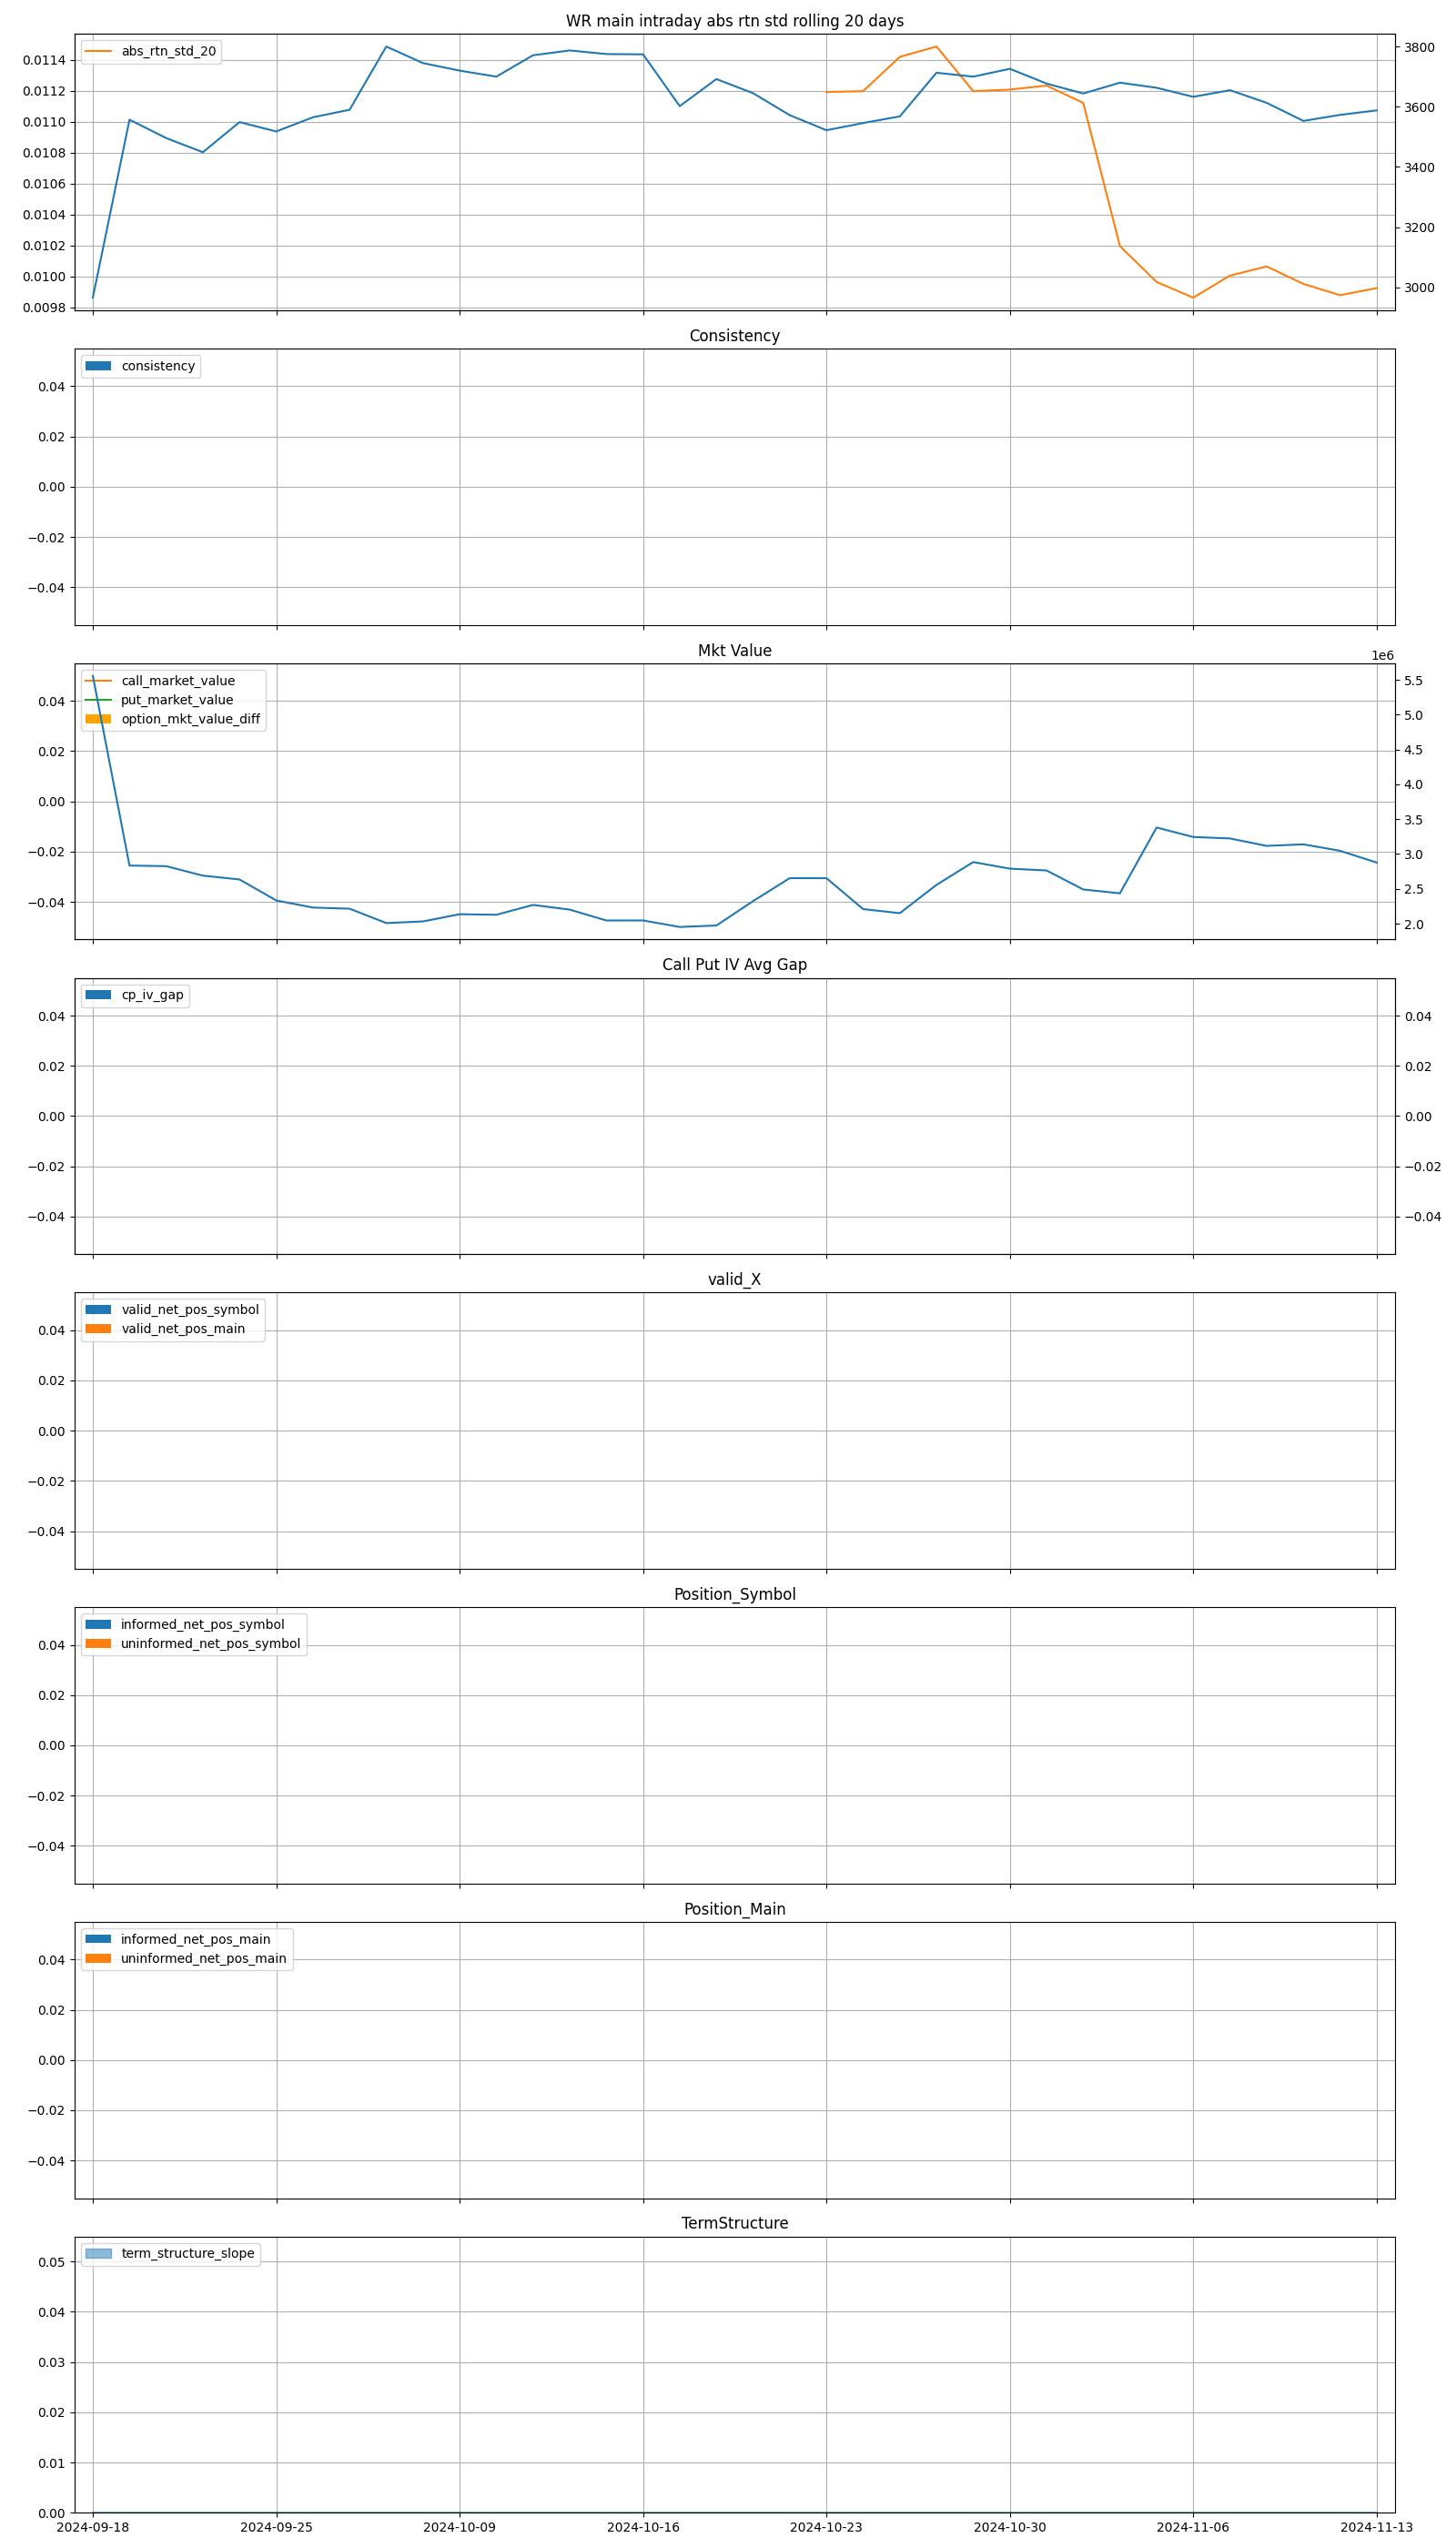 WR main intraday abs rtn std rolling 20 days
abs_rtn_std_20
0.0114
0.0112
0.0110
0.0108
0.0106
0.0104
0.0102
0.0100
0.0098
3800
3600
3400
3200
3000
Consistency
consistency
0.04
0.02
0.00
−0.02
−0.04
Mkt Value
1e6
call_market_value
put_market_value
option_mkt_value_diff
0.04
0.02
0.00
−0.02
−0.04
5.5
5.0
4.5
4.0
3.5
3.0
2.5
2.0
Call Put IV Avg Gap
cp_iv_gap
0.04
0.02
0.00
−0.02
−0.04
0.04
0.02
0.00
−0.02
−0.04
valid_X
valid_net_pos_symbol
valid_net_pos_main
0.04
0.02
0.00
−0.02
−0.04
Position_Symbol
informed_net_pos_symbol
uninformed_net_pos_symbol
0.04
0.02
0.00
−0.02
−0.04
Position_Main
informed_net_pos_main
uninformed_net_pos_main
0.04
0.02
0.00
−0.02
−0.04
TermStructure
term_structure_slope
0.05
0.04
0.03
0.02
0.01
0.00
2024-09-18 2024-09-25 2024-10-09 2024-10-16 2024-10-23 2024-10-30 2024-11-06 2024-11-13